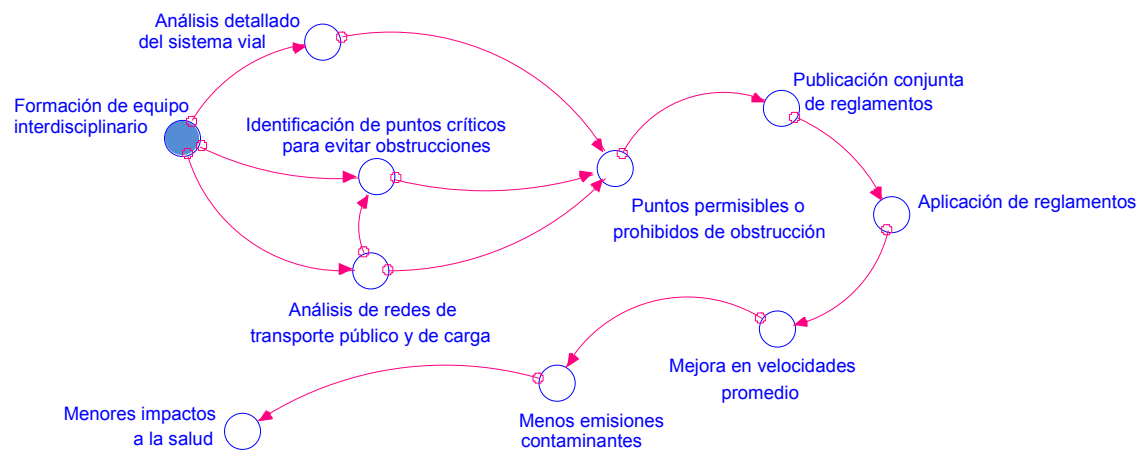 Análisis detallado
del sistema vial
Formación de equipo
interdisciplinario
Identificación de puntos críticos
para evitar obstrucciones
Análisis de redes de
transporte público y de carga
Puntos permisibles o
prohibidos de obstrucción
Publicación conjunta
de reglamentos
Aplicación de reglamentos
Mejora en velocidades
promedio
Menos emisiones
contaminantes
Menores impactos
a la salud